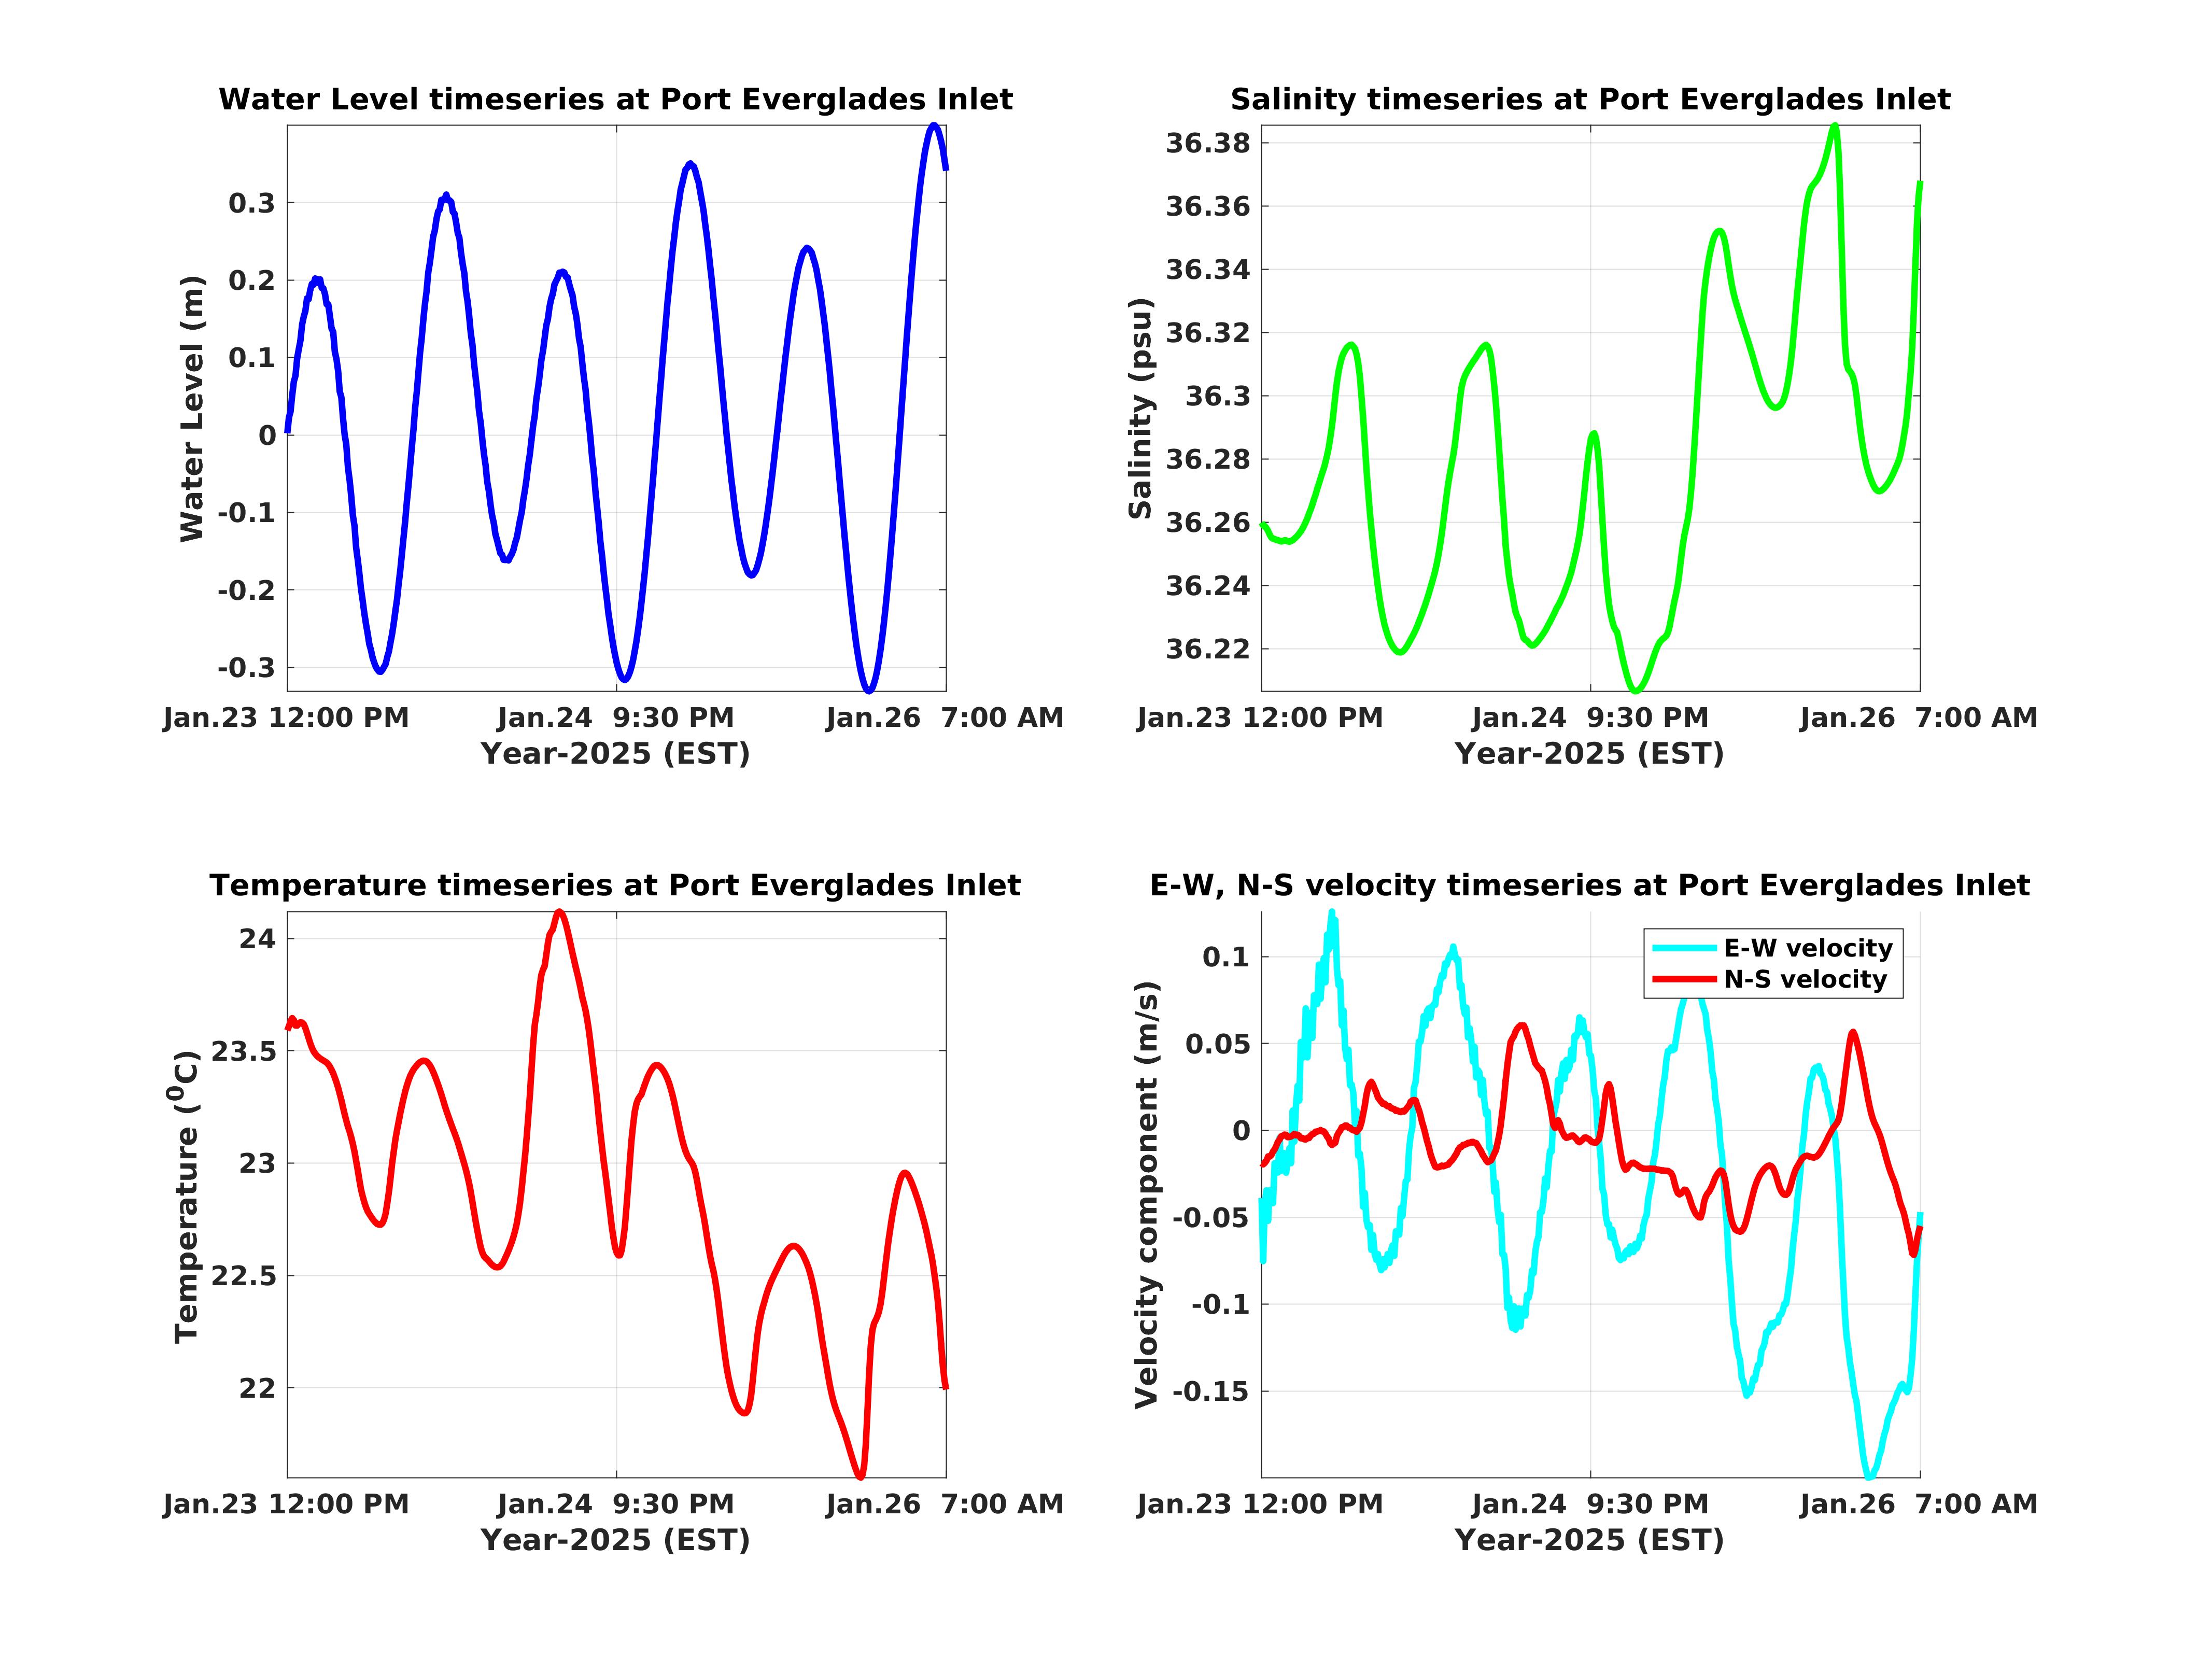 Water Level timeseries at Port Everglades Inlet
0.3
0.2
0.1
0
-0.1
-0.2
-0.3
Water Level (m)
Jan.23 12:00 PM Jan.24 9:30 PM Jan.26 7:00 AM
Year-2025 (EST)
Salinity timeseries at Port Everglades Inlet
36.38
36.36
36.34
36.32
36.3
36.28
36.26
36.24
36.22
Salinity (psu)
Jan.23 12:00 PM Jan.24 9:30 PM Jan.26 7:00 AM
Year-2025 (EST)
Temperature timeseries at Port Everglades Inlet
24
23.5
23
22.5
22
Temperature (⁰C)
Jan.23 12:00 PM Jan.24 9:30 PM Jan.26 7:00 AM
Year-2025 (EST)
E-W, N-S velocity timeseries at Port Everglades Inlet
E-W velocity
N-S velocity
0.1
0.05
0
-0.05
-0.1
-0.15
Velocity component (m/s)
Jan.23 12:00 PM Jan.24 9:30 PM Jan.26 7:00 AM
Year-2025 (EST)